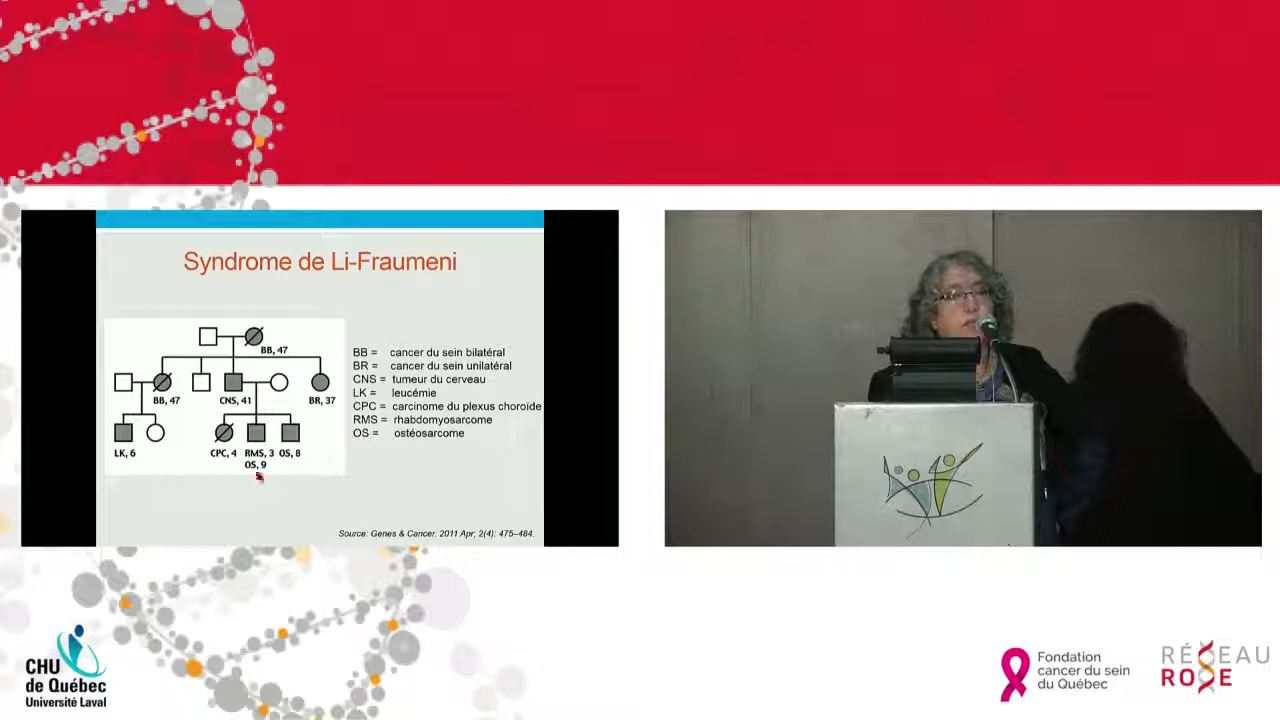 Syndrome de Li-Fraumeni
BB, 47
BB, 47
CNS, 41
BR, 37
LK, 6
CPC, 4
RMS, 3
OS, 8
OS, 9
BB = cancer du sein bilatéral
BR = cancer du sein unilatéral
CNS = tumeur du cerveau
LK = leucémie
CPC = carcinome du plexus choroïde
RMS = rhabdomyosarcome
OS = ostéosarcome
Source: Genes & Cancer. 2011 Apr; 2(4): 475–484.
CHU
de Québec
Université Laval
Fondation
cancer du sein
du Québec
RÉSEAU
ROSE